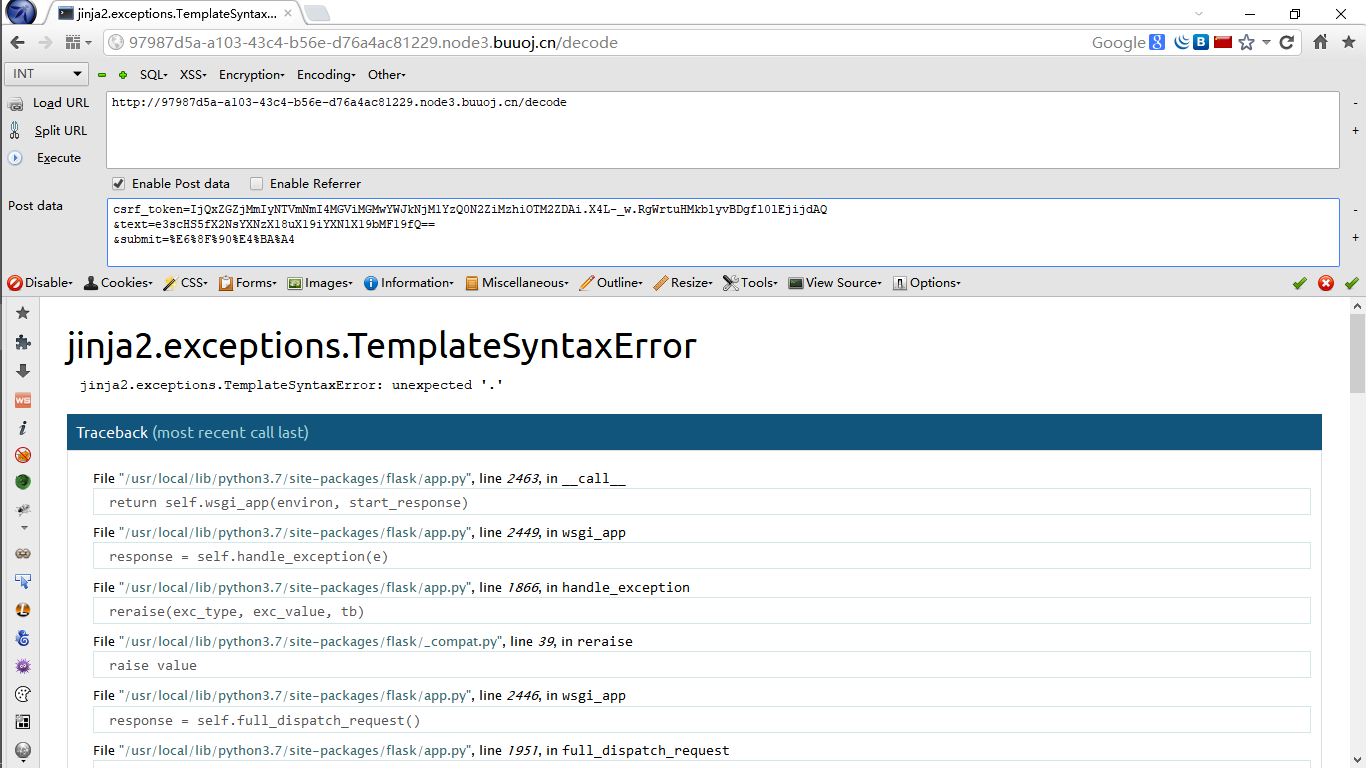 jinja2.exceptions.TemplateSyntax...
97987d5a-a103-43c4-b56e-d76a4ac81229.node3.buuoj.cn/decode
Google
INT
SQL
XSS
Encryption
Encoding
Other
Load URL
http://97987d5a-a103-43c4-b56e-d76a4ac81229.node3.buuoj.cn/decode
Split URL
Execute
Enable Post data
Enable Referrer
Post data
&submit=%E6%8F%90%E4%BA%A4
Disable
Cookies
CSS
Forms
Images
Information
Miscellaneous
Outline
Resize
Tools
View Source
Options
jinja2.exceptions.TemplateSyntaxError
jinja2.exceptions.TemplateSyntaxError: unexpected '.'
Traceback (most recent call last)
File "/usr/local/lib/python3.7/site-packages/flask/app.py", line 2463, in __call__
return self.wsgi_app(environ, start_response)
File "/usr/local/lib/python3.7/site-packages/flask/app.py", line 2449, in wsgi_app
response = self.handle_exception(e)
File "/usr/local/lib/python3.7/site-packages/flask/app.py", line 1866, in handle_exception
reraise(exc_type, exc_value, tb)
File "/usr/local/lib/python3.7/site-packages/flask/_compat.py", line 39, in reraise
raise value
File "/usr/local/lib/python3.7/site-packages/flask/app.py", line 2446, in wsgi_app
response = self.full_dispatch_request()
File "/usr/local/lib/python3.7/site-packages/flask/app.py", line 1951, in full_dispatch_request